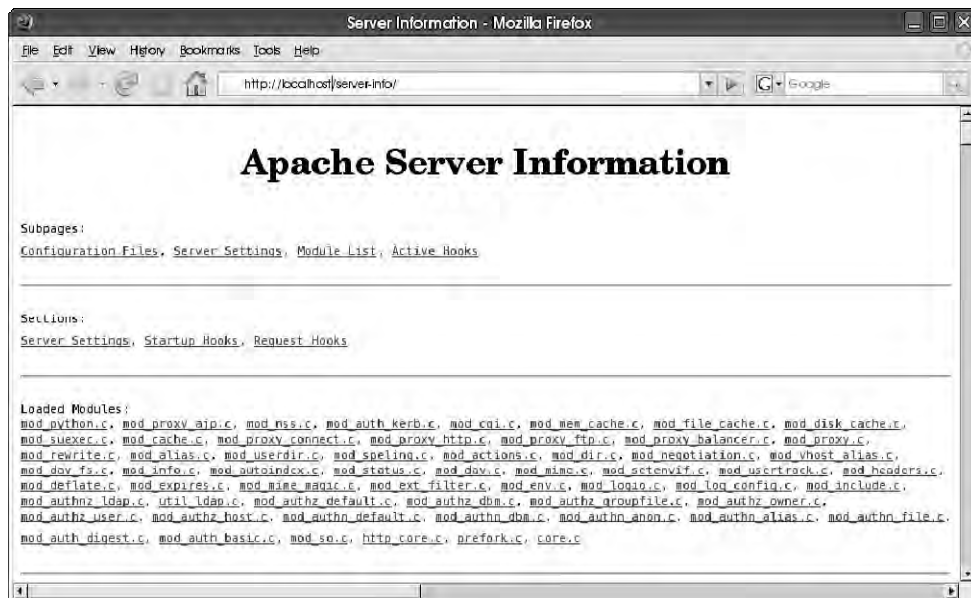 Server Information - Mozilla Firefox
File Edit View History Bookmarks Tools Help
http://localhost/server-info/
G Google
Apache Server Information
Subpages:
Configuration Files, Server Settings, Module List, Active Hooks
Sections:
Server Settings, Startup Hooks, Request Hooks
Loaded Modules:
mod_python.c, mod_proxy_ajp.c, mod_nss.c, mod_auth_kerb.c, mod_cgi.c, mod_mem_cache.c, mod_file_cache.c, mod_disk_cache.c,
mod_suexec.c, mod_cache.c, mod_proxy_connect.c, mod_proxy_http.c, mod_proxy_ftp.c, mod_proxy_balancer.c, mod_proxy.c,
mod_rewrite.c, mod_alias.c, mod_userdir.c, mod_speling.c, mod_actions.c, mod_dir.c, mod_negotiation.c, mod_vhost_alias.c,
mod_dav_fs.c, mod_info.c, mod_autoindex.c, mod_status.c, mod_dav.c, mod_mime.c, mod_setenvif.c, mod_usertrack.c, mod_headers.c,
mod_deflate.c, mod_expires.c, mod_mime_magic.c, mod_ext_filter.c, mod_env.c, mod_logio.c, mod_log_config.c, mod_include.c,
mod_authnz_ldap.c, util_ldap.c, mod_authz_default.c, mod_authz_dbm.c, mod_authz_groupfile.c, mod_authz_owner.c,
mod_authz_user.c, mod_authz_host.c, mod_authn_default.c, mod_authn_dbm.c, mod_authn_anon.c, mod_authn_alias.c, mod_authn_file.c,
mod_auth_digest.c, mod_auth_basic.c, mod_so.c, http_core.c, prefork.c, core.c